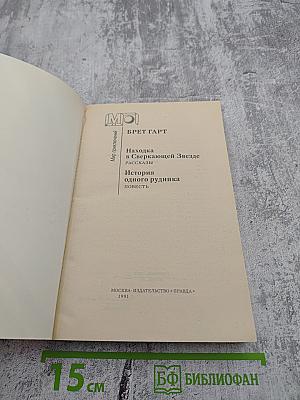 МП
Мир приключений
БРЕТ ГАРТ
Находка
в Сверкающей Звезде
РАССКАЗЫ
История
одного рудника
ПОВЕСТЬ
МОСКВА·ИЗДАТЕЛЬСТВО «ПРАВДА»
1991
15 см
БФ БИБЛИОФАН